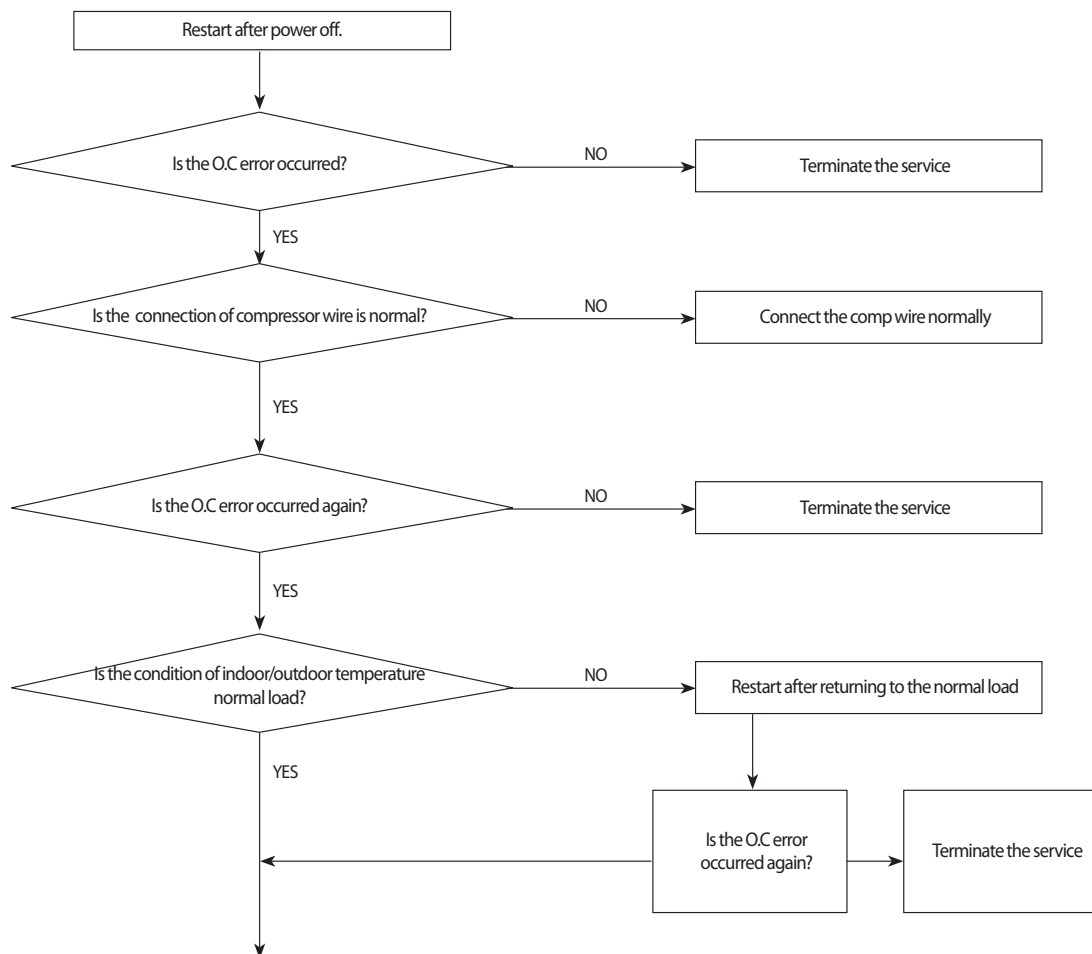 Restart after power off.
Is the O.C error occurred?
NO
Terminate the service
YES
Is the connection of compressor wire is normal?
NO
Connect the comp wire normally
YES
Is the O.C error occurred again?
NO
Terminate the service
YES
Is the condition of indoor/outdoor temperature
normal load?
NO
Restart after returning to the normal load
YES
Is the O.C error
occurred again?
Terminate the service